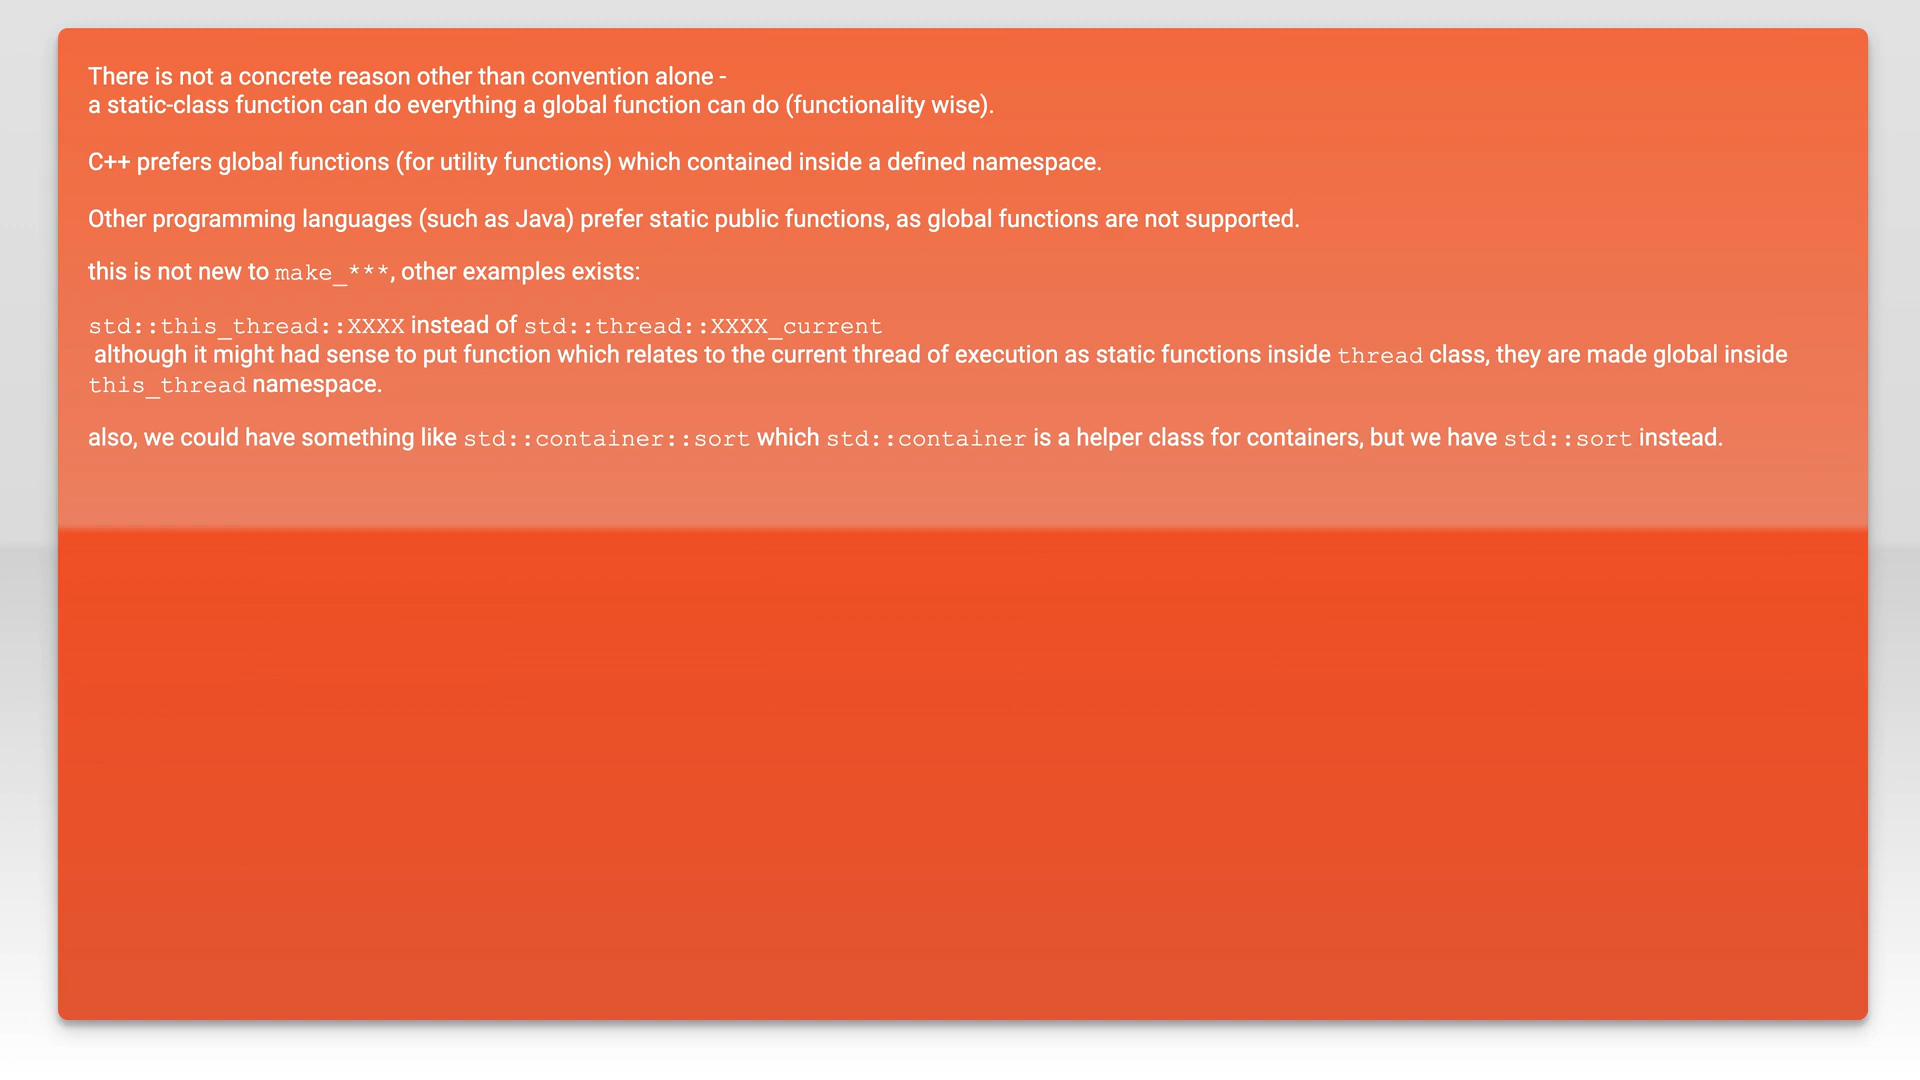 There is not a concrete reason other than convention alone -
a static-class function can do everything a global function can do (functionality wise).
C++ prefers global functions (for utility functions) which contained inside a defined namespace.
Other programming languages (such as Java) prefer static public functions, as global functions are not supported.
this is not new to make_***, other examples exists:
std::this_thread::XXXX instead of std::thread::XXXX_current
although it might had sense to put function which relates to the current thread of execution as static functions inside thread class, they are made global inside
this_thread namespace.
also, we could have something like std::container::sort which std::container is a helper class for containers, but we have std::sort instead.